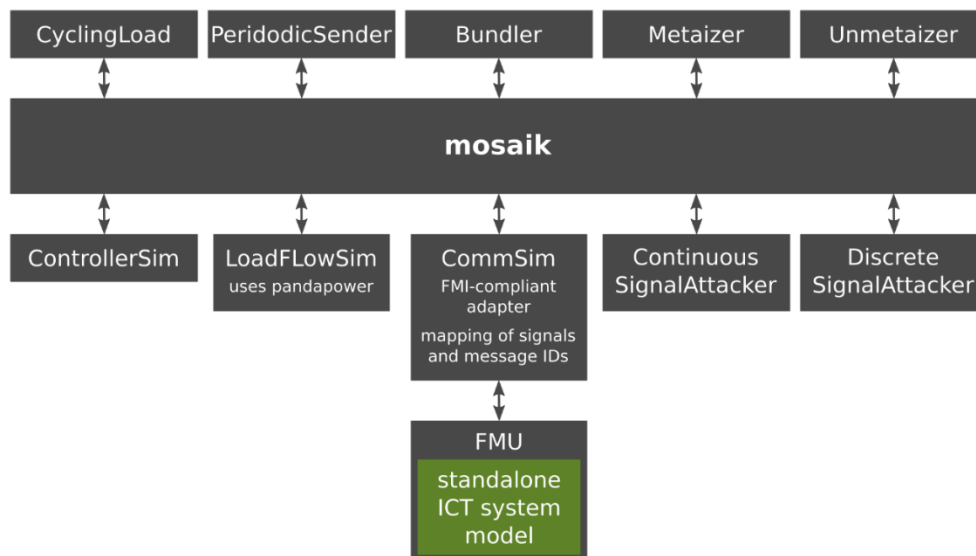 CyclingLoad
PeridodicSender
Bundler
Metaizer
Unmetaizer
mosaik
ControllerSim
LoadFLowSim
uses pandapower
CommSim
FMI-compliant
adapter
mapping of signals
and message IDs
Continuous
SignalAttacker
Discrete
SignalAttacker
FMU
standalone
ICT system
model